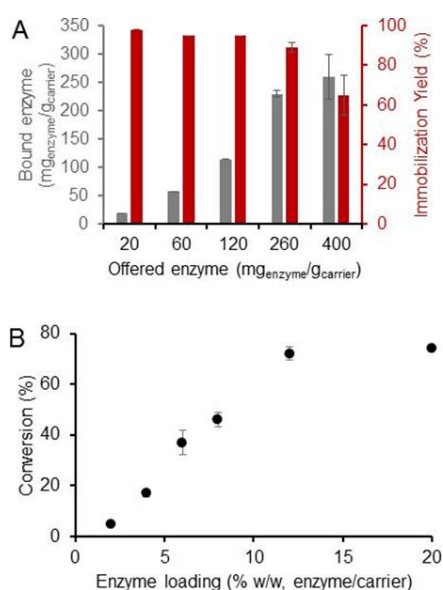 A
350
300
250
200
150
100
50
0
Bound enzyme
(mgenzyme/gcarrier)
100
80
60
40
20
0
Immobilization Yield (%)
20 60 120 260 400
Offered enzyme (mgenzyme/gcarrier)
B
80
60
40
20
0
Conversion (%)
0 5 10 15 20
Enzyme loading (% w/w, enzyme/carrier)